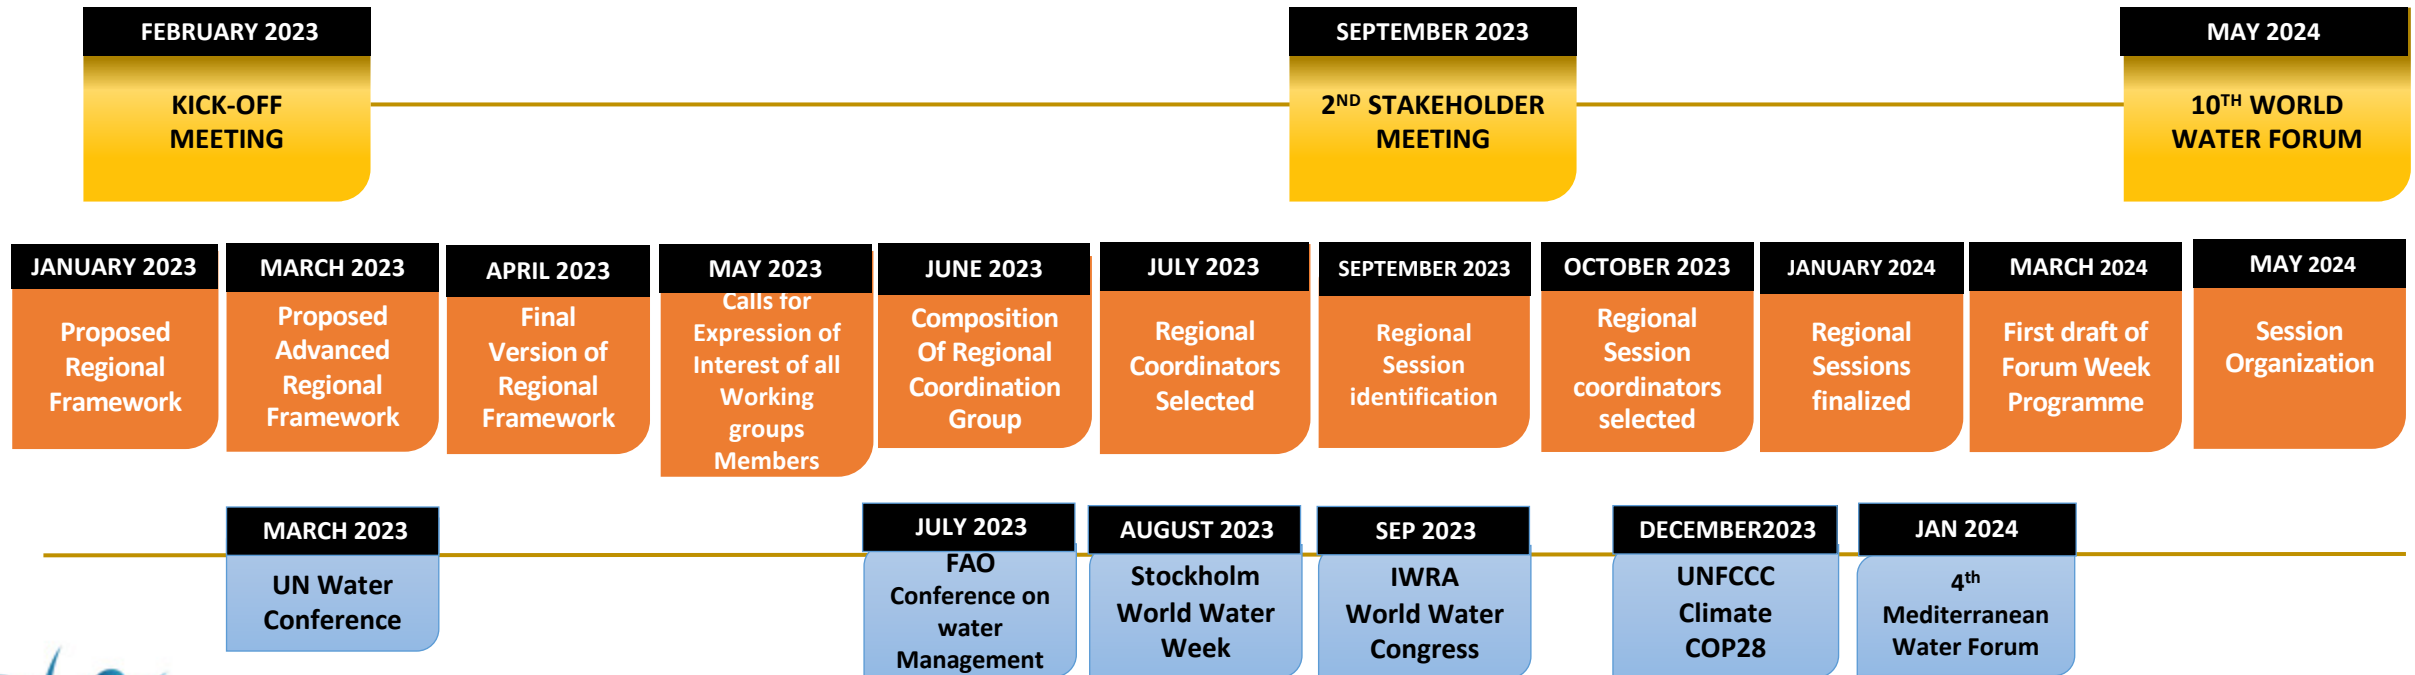 FEBRUARY 2023
KICK-OFF
MEETING
SEPTEMBER 2023
2ND STAKEHOLDER
MEETING
MAY 2024
10TH WORLD
WATER FORUM
JANUARY 2023
Proposed
Regional
Framework
MARCH 2023
Proposed
Advanced
Regional
Framework
APRIL 2023
Final
Version of
Regional
Framework
MAY 2023
Calls for
Expression of
Interest of all
Working
groups
Members
JUNE 2023
Composition
Of Regional
Coordination
Group
JULY 2023
Regional
Coordinators
Selected
SEPTEMBER 2023
Regional
Session
identification
OCTOBER 2023
Regional
Session
coordinators
selected
JANUARY 2024
Regional
Sessions
finalized
MARCH 2024
First draft of
Forum Week
Programme
MAY 2024
Session
Organization
MARCH 2023
UN Water
Conference
JULY 2023
FAO
Conference on
water
Management
AUGUST 2023
Stockholm
World Water
Week
SEP 2023
IWRA
World Water
Congress
DECEMBER2023
UNFCCC
Climate
COP28
JAN 2024
4th
Mediterranean
Water Forum